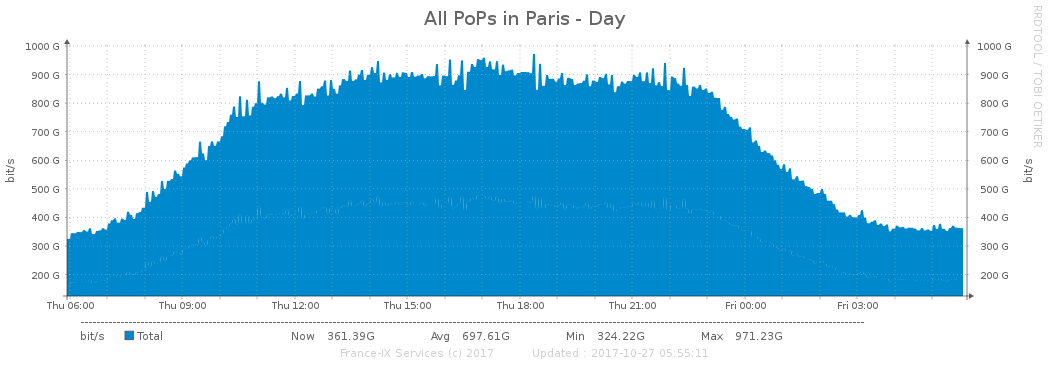 All PoPs in Paris - Day
RRDTOOL / TOBI OETIKER
1000 G 1000 G
900 G 900 G
800 G 800 G
700 G 700 G
600 G 600 G
500 G 500 G
400 G 400 G
300 G 300 G
200 G 200 G
bit/s bit/s
Thu 06:00 Thu 09:00 Thu 12:00 Thu 15:00 Thu 18:00 Thu 21:00 Fri 00:00 Fri 03:00
bit/s Total Now 361.39G Avg 697.61G Min 324.22G Max 971.23G
France-IX Services (c) 2017 Updated : 2017-10-27 05:55:11